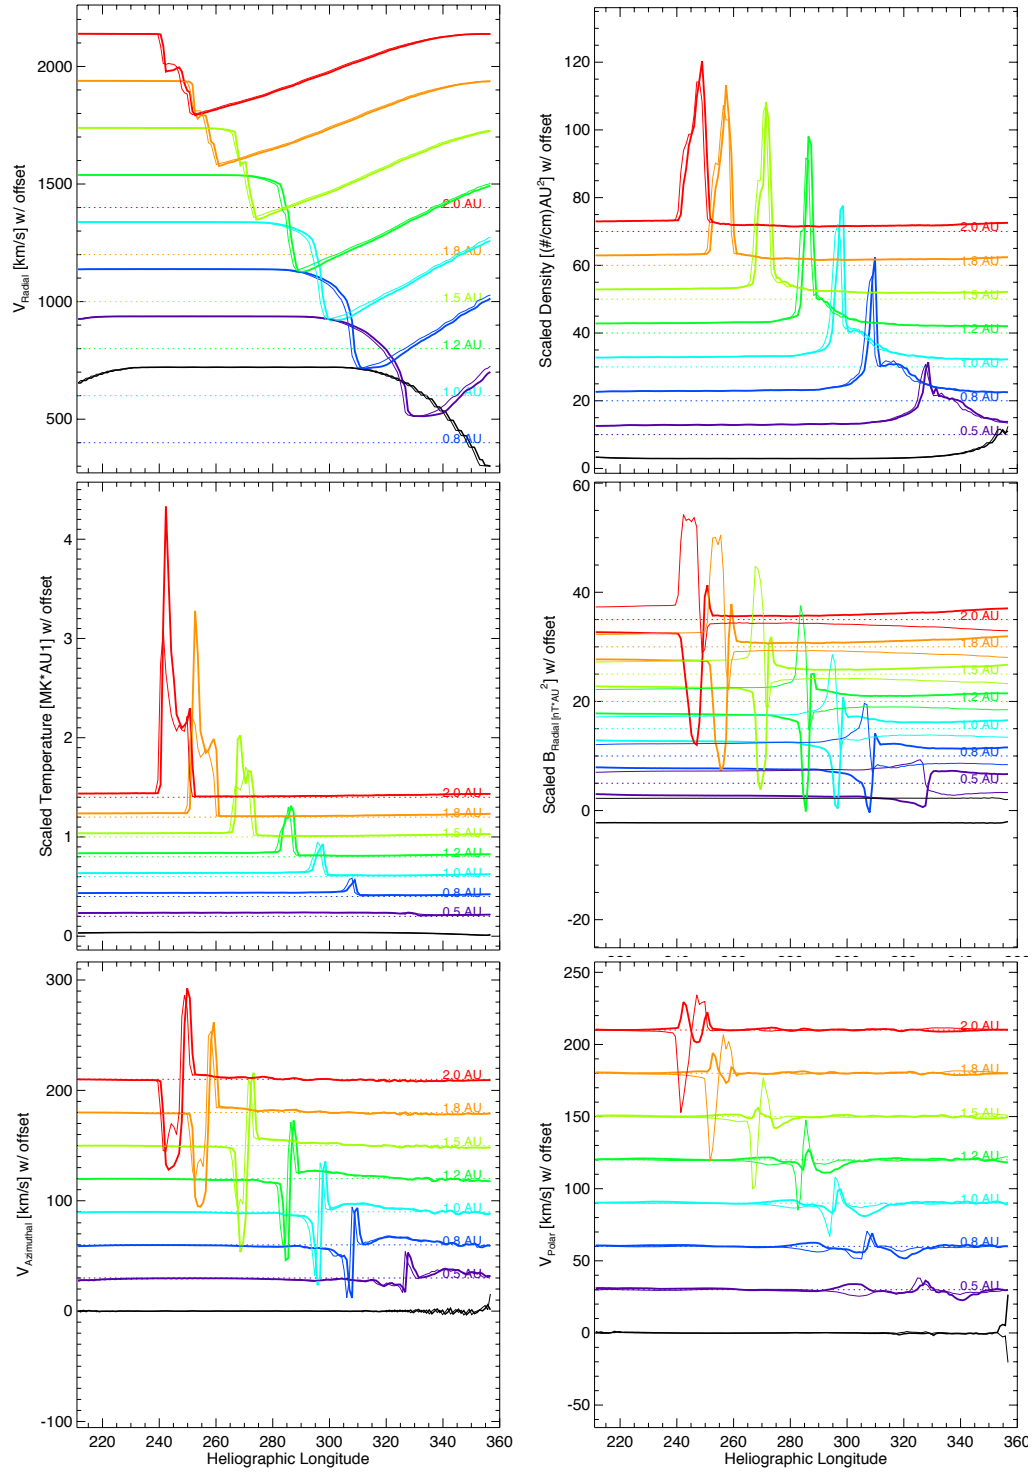 V_Radial [km/s] w/ offset
2000
1500
1000
500
2.0 AU
1.8 AU
1.5 AU
1.2 AU
1.0 AU
0.8 AU
Scaled Density [(#/cm)AU²] w/ offset
120
100
80
60
40
20
0
2.0 AU
1.8 AU
1.5 AU
1.2 AU
1.0 AU
0.8 AU
0.5 AU
Scaled Temperature [MK*AU1] w/ offset
4
3
2
1
0
2.0 AU
1.8 AU
1.5 AU
1.2 AU
1.0 AU
0.8 AU
0.5 AU
Scaled B_Radial [nT*AU²] w/ offset
60
40
20
0
-20
2.0 AU
1.8 AU
1.5 AU
1.2 AU
1.0 AU
0.8 AU
0.5 AU
V_Azimuthal [km/s] w/ offset
300
200
100
0
-100
2.0 AU
1.8 AU
1.5 AU
1.2 AU
1.0 AU
0.8 AU
0.5 AU
220 240 260 280 300 320 340 360
Heliographic Longitude
V_Polar [km/s] w/ offset
250
200
150
100
50
0
-50
2.0 AU
1.8 AU
1.5 AU
1.2 AU
1.0 AU
0.8 AU
0.5 AU
220 240 260 280 300 320 340 360
Heliographic Longitude